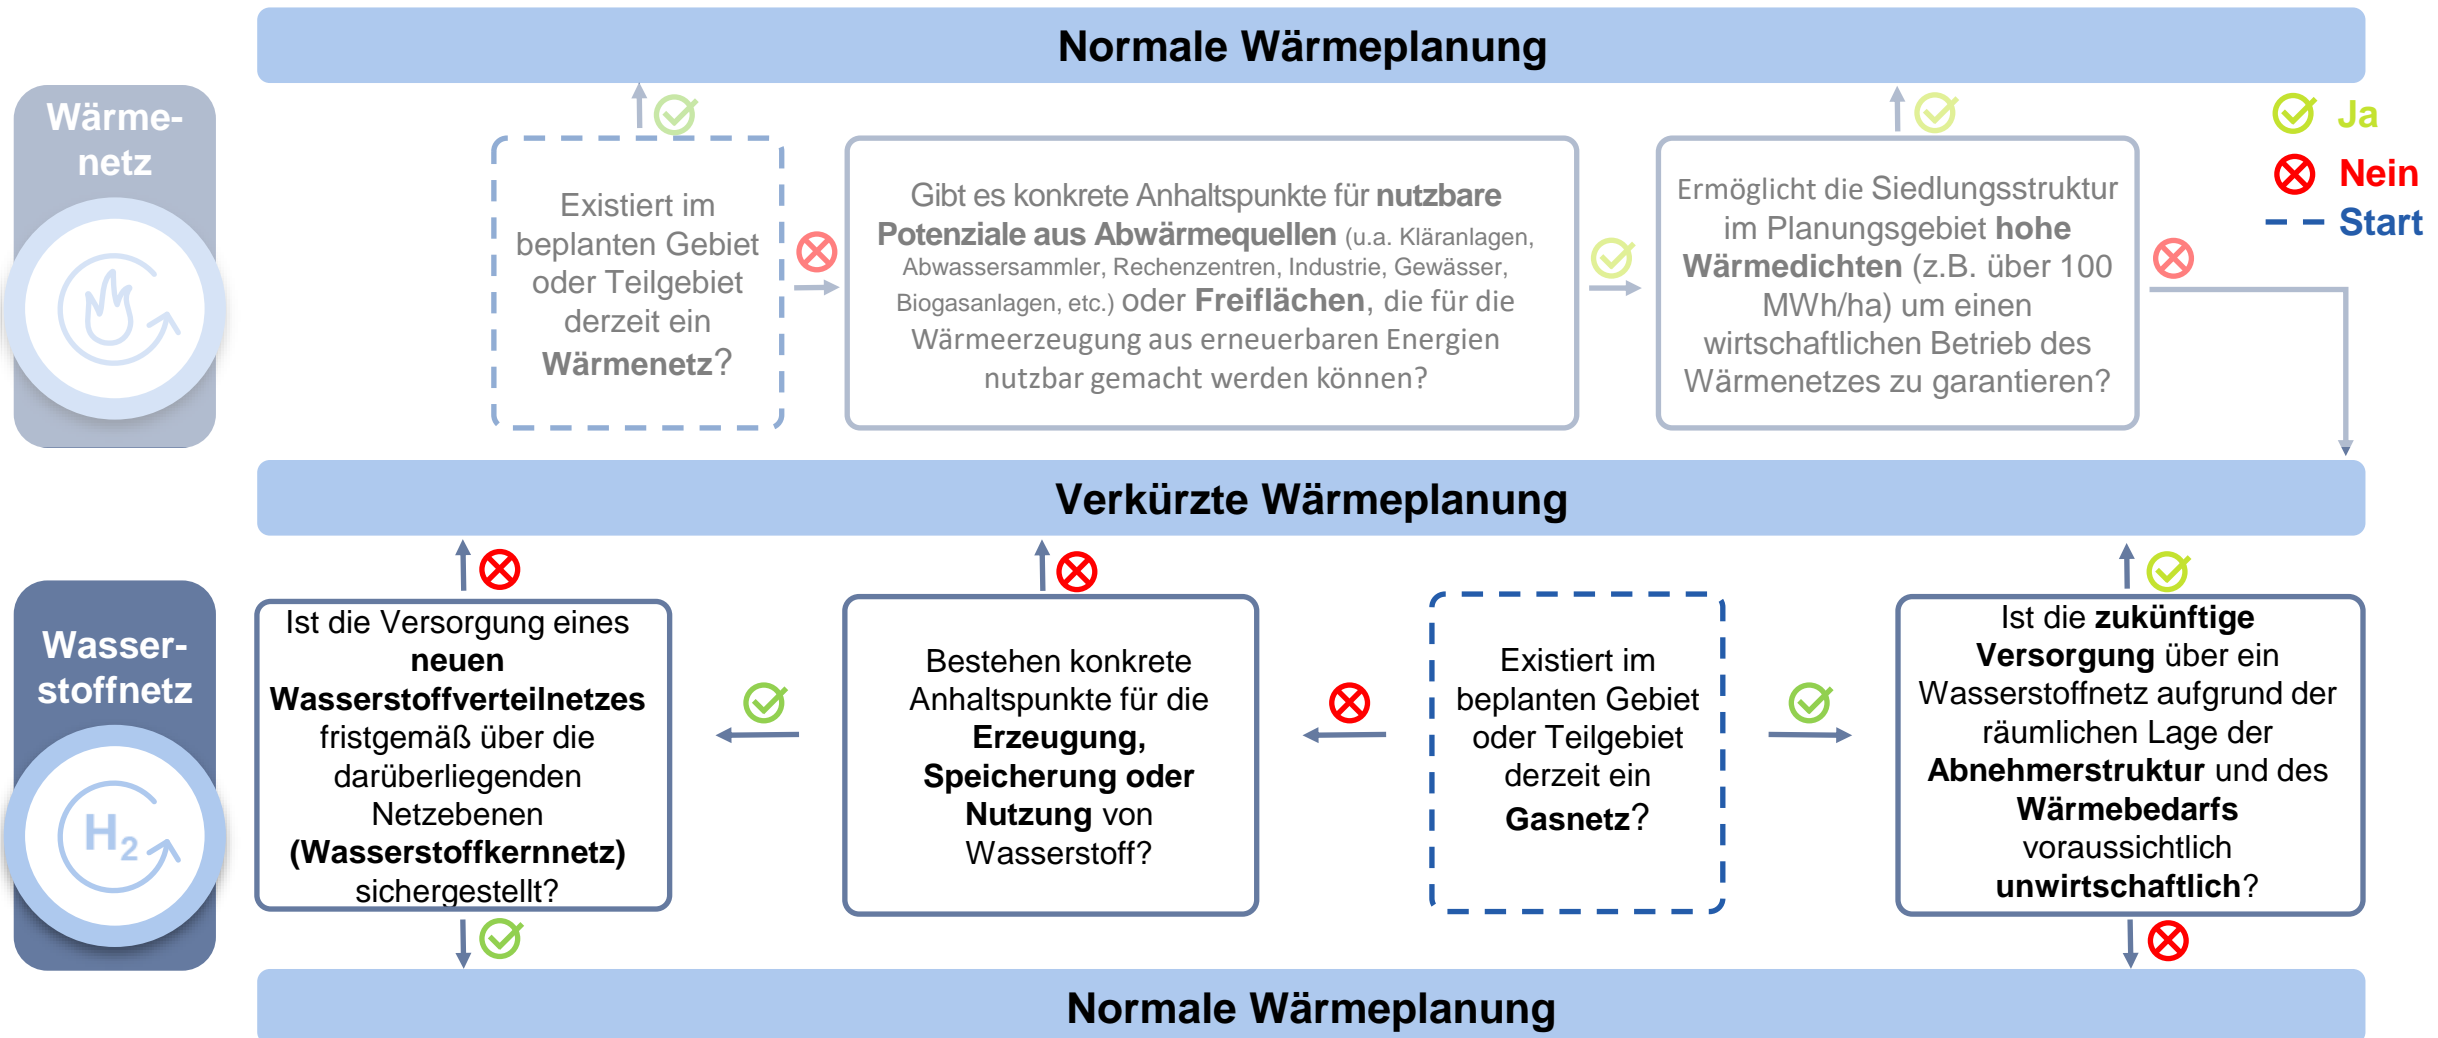 Normale Wärmeplanung
Wärme-
netz
Existiert im
beplanten Gebiet
oder Teilgebiet
derzeit ein
Wärmenetz?
Gibt es konkrete Anhaltspunkte für nutzbare
Potenziale aus Abwärmequellen (u.a. Kläranlagen,
Abwassersammler, Rechenzentren, Industrie, Gewässer,
Biogasanlagen, etc.) oder Freiflächen, die für die
Wärmeerzeugung aus erneuerbaren Energien
nutzbar gemacht werden können?
Ermöglicht die Siedlungsstruktur
im Planungsgebiet hohe
Wärmedichten (z.B. über 100
MWh/ha) um einen
wirtschaftlichen Betrieb des
Wärmenetzes zu garantieren?
Ja
Nein
Start
Verkürzte Wärmeplanung
Wasser-
stoffnetz
H2
Ist die Versorgung eines
neuen
Wasserstoffverteilnetzes
fristgemäß über die
darüberliegenden
Netzebenen
(Wasserstoffkernnetz)
sichergestellt?
Bestehen konkrete
Anhaltspunkte für die
Erzeugung,
Speicherung oder
Nutzung von
Wasserstoff?
Existiert im
beplanten Gebiet
oder Teilgebiet
derzeit ein
Gasnetz?
Ist die zukünftige
Versorgung über ein
Wasserstoffnetz aufgrund der
räumlichen Lage der
Abnehmerstruktur und des
Wärmebedarfs
voraussichtlich
unwirtschaftlich?
Normale Wärmeplanung